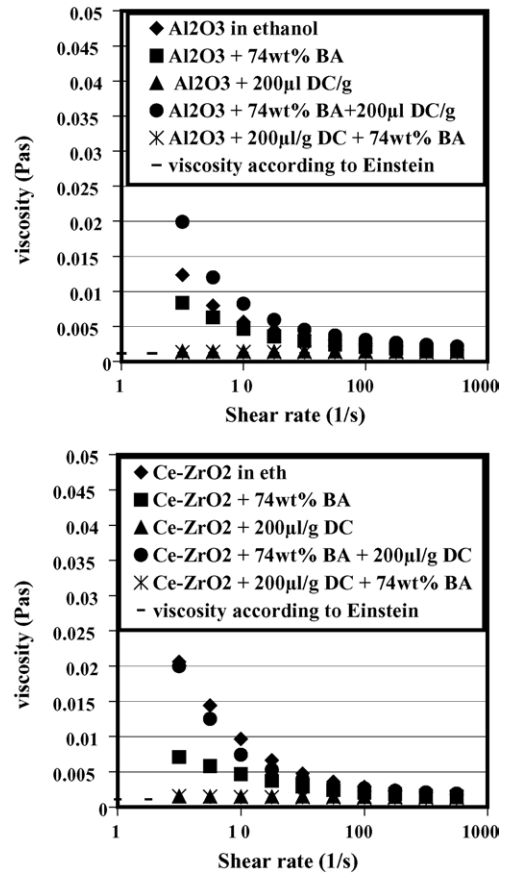 0.05
0.045
0.04
0.035
0.03
0.025
0.02
0.015
0.01
0.005
0
viscosity (Pas)
Al2O3 in ethanol
Al2O3 + 74wt% BA
Al2O3 + 200µl DC/g
Al2O3 + 74wt% BA+200µl DC/g
Al2O3 + 200µl/g DC + 74wt% BA
viscosity according to Einstein
1 10 100 1000
Shear rate (1/s)
0.05
0.045
0.04
0.035
0.03
0.025
0.02
0.015
0.01
0.005
0
viscosity (Pas)
Ce-ZrO2 in eth
Ce-ZrO2 + 74wt% BA
Ce-ZrO2 + 200µl/g DC
Ce-ZrO2 + 74wt% BA + 200µl/g DC
Ce-ZrO2 + 200µl/g DC + 74wt% BA
viscosity according to Einstein
1 10 100 1000
Shear rate (1/s)